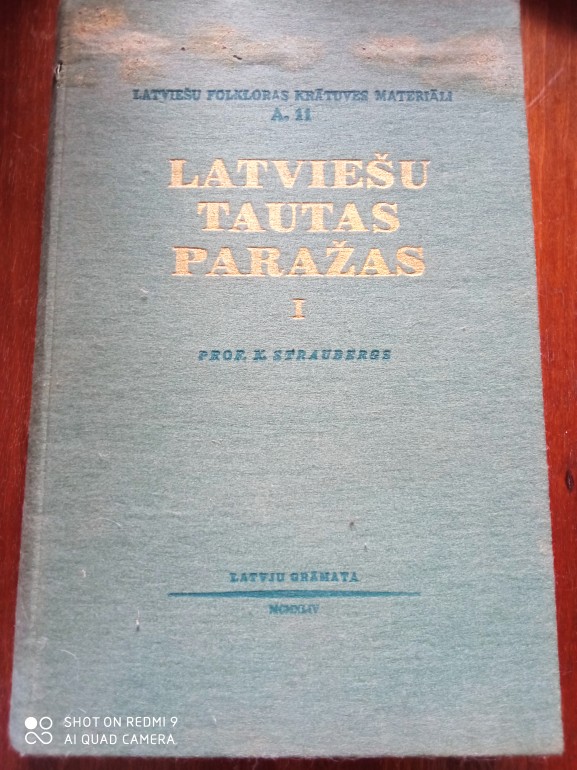 LATVIEŠU FOLKLORAS KRĀTUVES MATERIĀLI
A. 11
LATVIEŠU
TAUTAS
PARAŽAS
I
PROF. K. STRAUBERGS
LATVJU GRĀMATA
MCMXLIV
SHOT ON REDMI 9
AI QUAD CAMERA